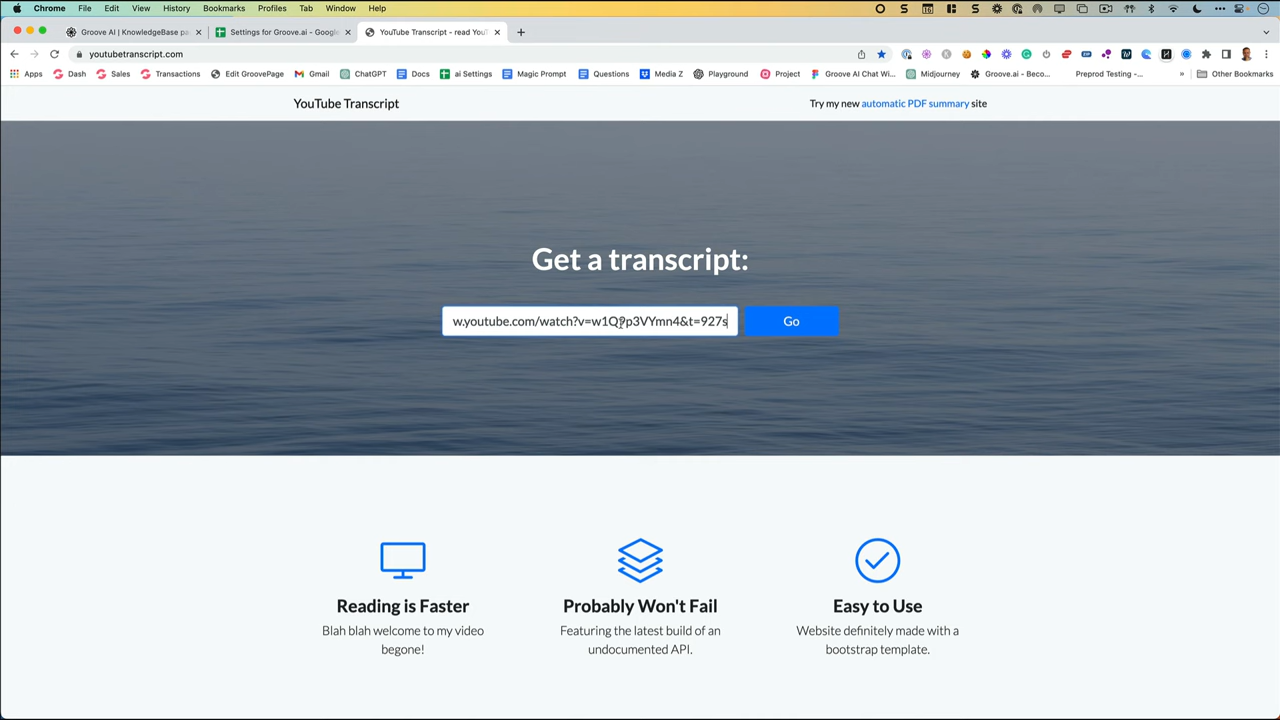 Chrome File Edit View History Bookmarks Profiles Tab Window Help
Groove AI | KnowledgeBase pa
Settings for Groove.ai - Google
YouTube Transcript - read You
youtubetranscript.com
Apps Dash Sales Transactions Edit GroovePage Gmail ChatGPT Docs ai Settings Magic Prompt Questions Media Z Playground Project Groove AI Chat Wi... Midjourney Groove.ai - Beco... Preprod Testing -... » Other Bookmarks
YouTube Transcript
Try my new automatic PDF summary site
Get a transcript:
w.youtube.com/watch?v=w1Q9p3VYmn4&t=927s
Go
Reading is Faster
Blah blah welcome to my video
begone!
Probably Won't Fail
Featuring the latest build of an
undocumented API.
Easy to Use
Website definitely made with a
bootstrap template.